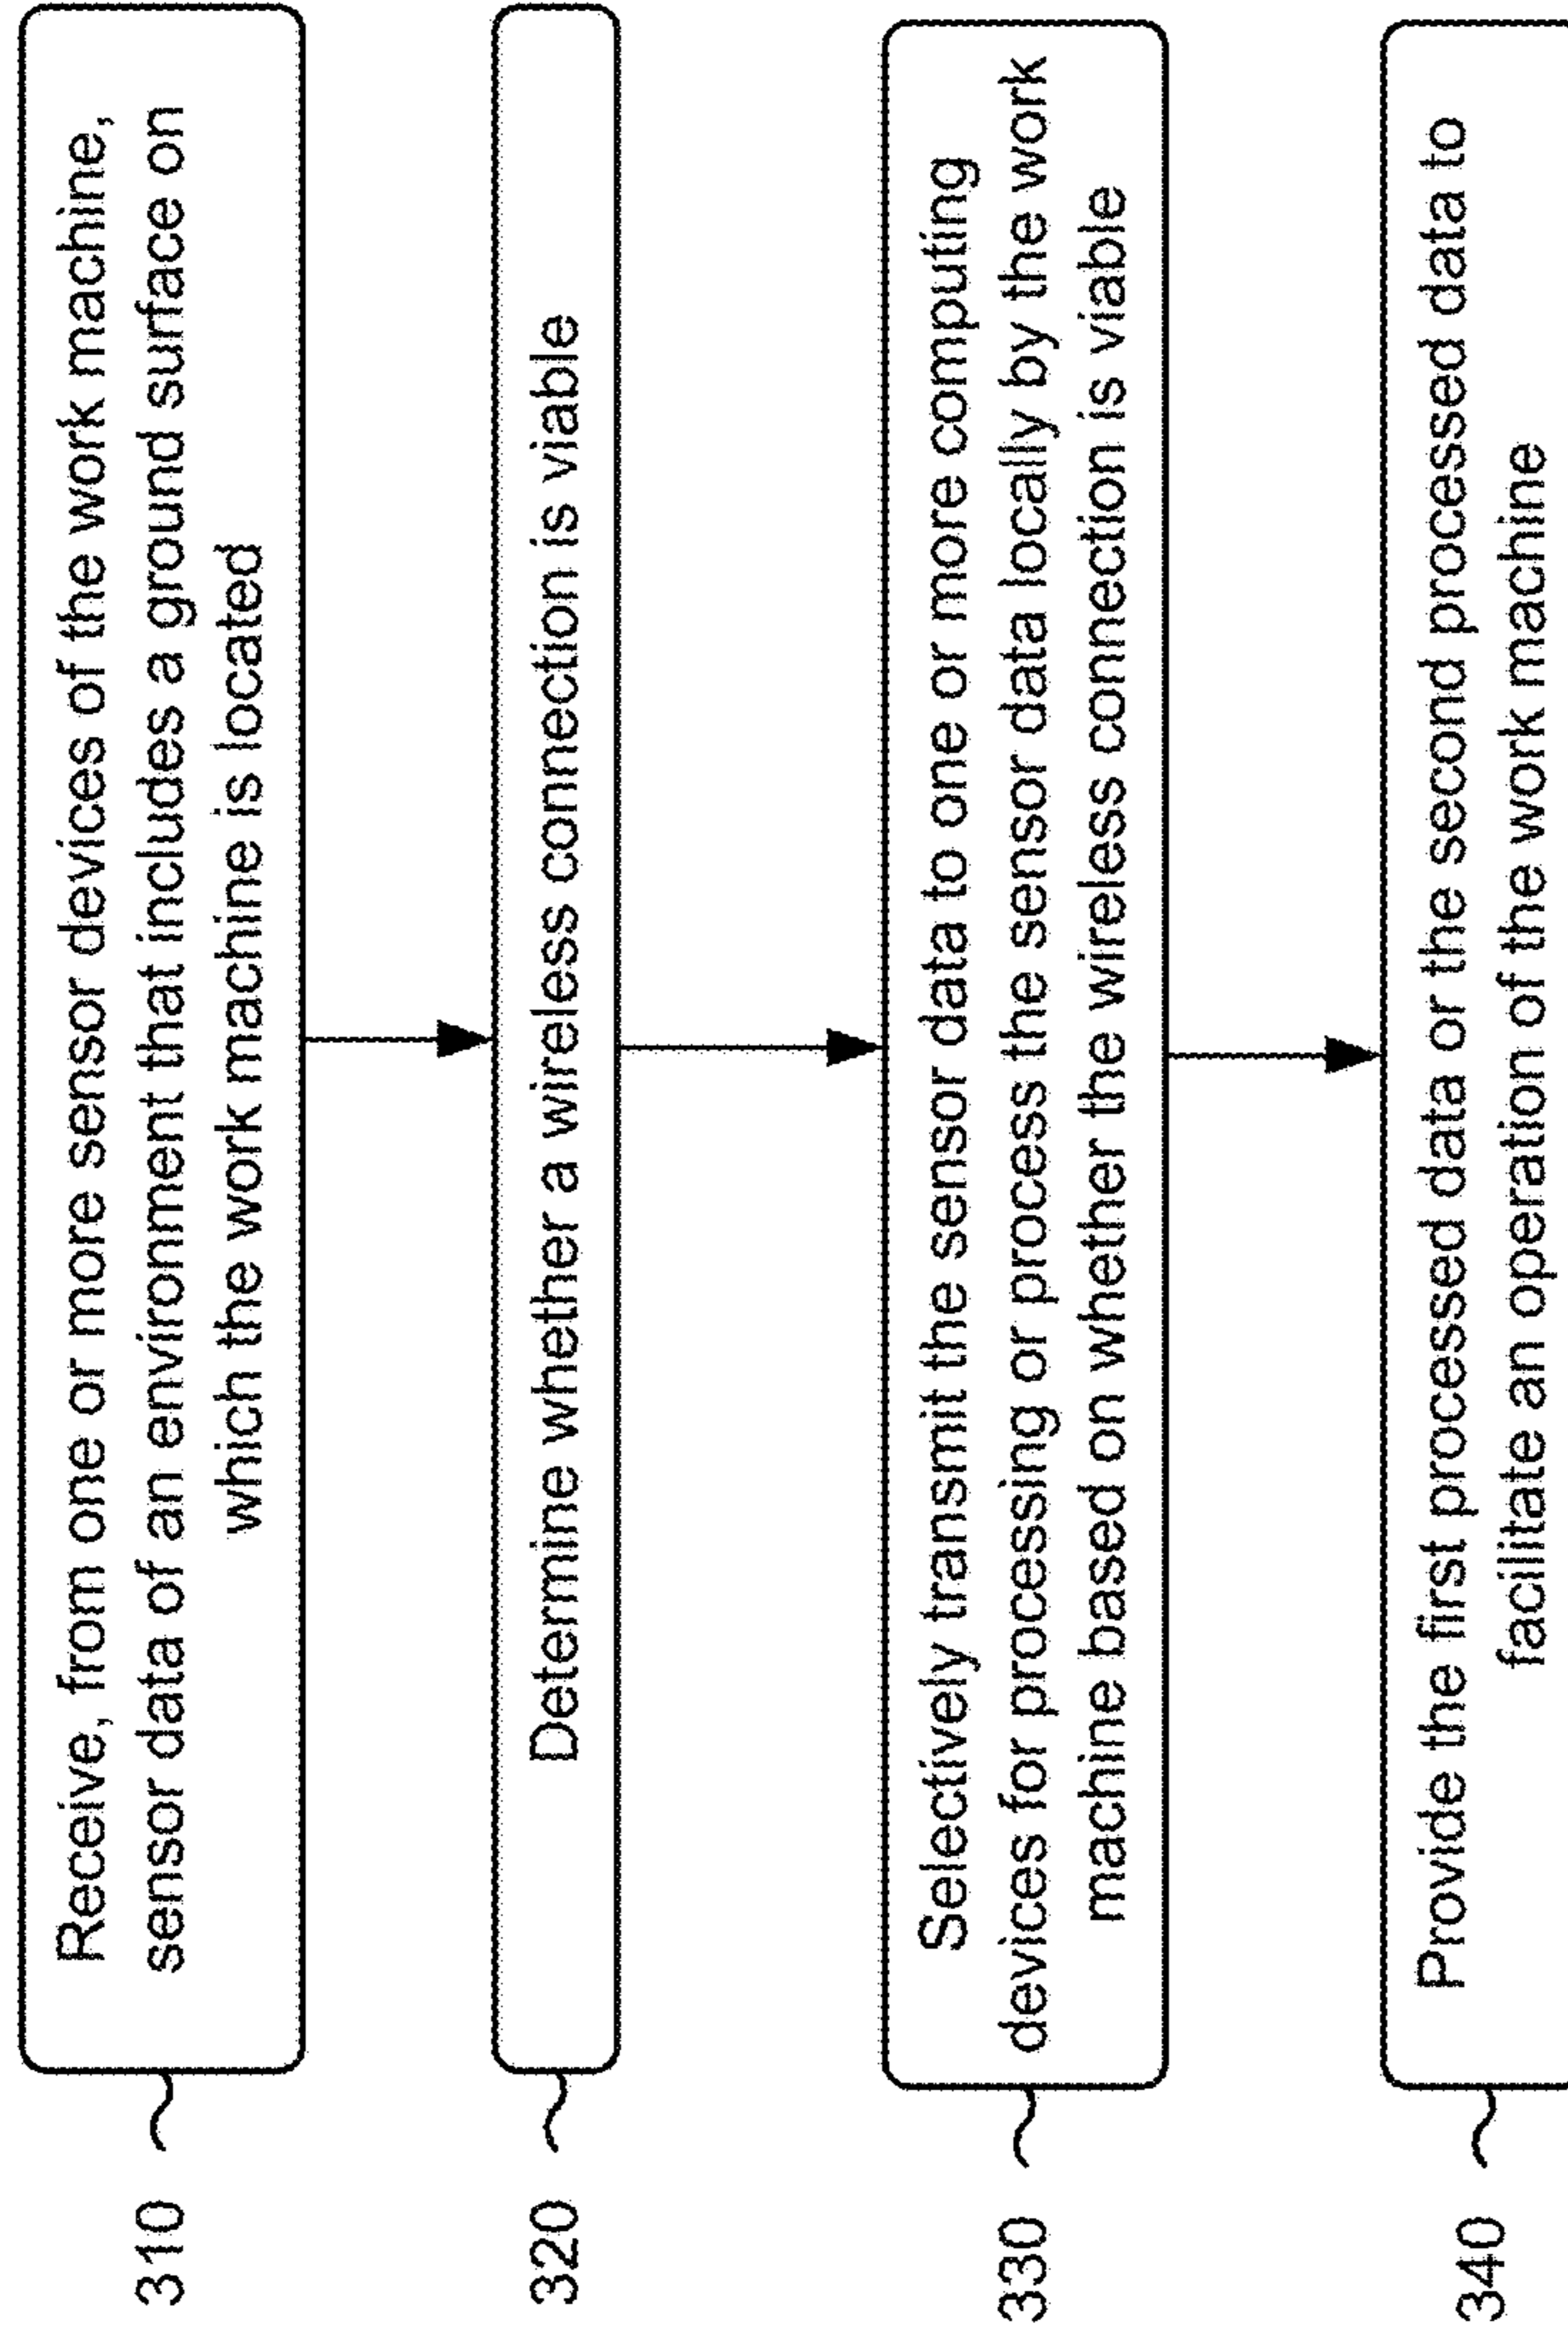 310
Receive, from one or more sensor devices of the work machine,
sensor data of an environment that includes a ground surface on
which the work machine is located
320
Determine whether a wireless connection is viable
330
Selectively transmit the sensor data to one or more computing
devices for processing or process the sensor data locally by the work
machine based on whether the wireless connection is viable
340
Provide the first processed data or the second processed data to
facilitate an operation of the work machine